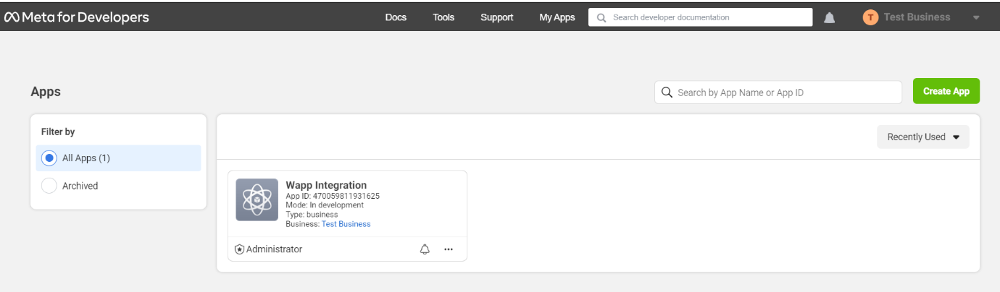 Meta for Developers
Docs
Tools
Support
My Apps
Search developer documentation
T
Test Business
Apps
Search by App Name or App ID
Create App
Filter by
All Apps (1)
Archived
Recently Used
Wapp Integration
App ID: 470059811931625
Mode: In development
Type: business
Business: Test Business
Administrator